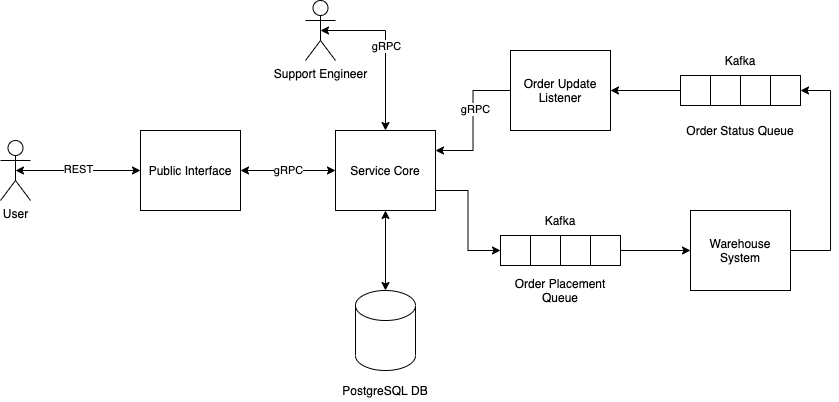 Support Engineer
gRPC
Kafka
Order Status Queue
Order Update
Listener
gRPC
User
REST
Public Interface
gRPC
Service Core
Kafka
Order Placement
Queue
Warehouse
System
PostgreSQL DB